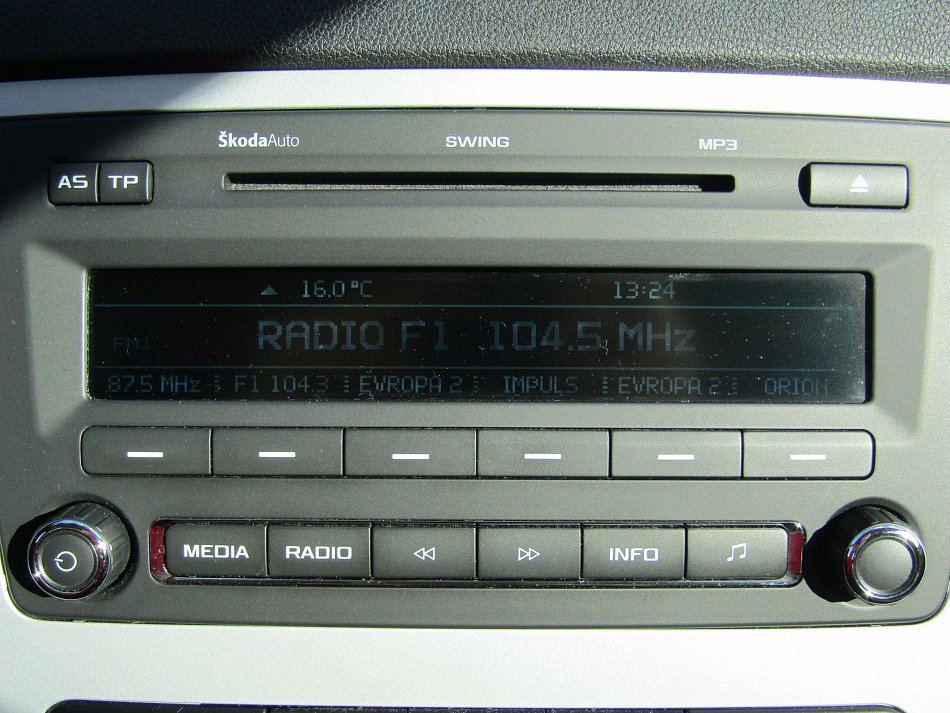 ŠkodaAuto SWING MP3
AS TP
16.0 °C 13:24
FM1 RADIO F1 104.5 MHz
87.5 MHz F1 104.3 EVROPA 2 IMPULS EVROPA 2 ORION
MEDIA RADIO INFO